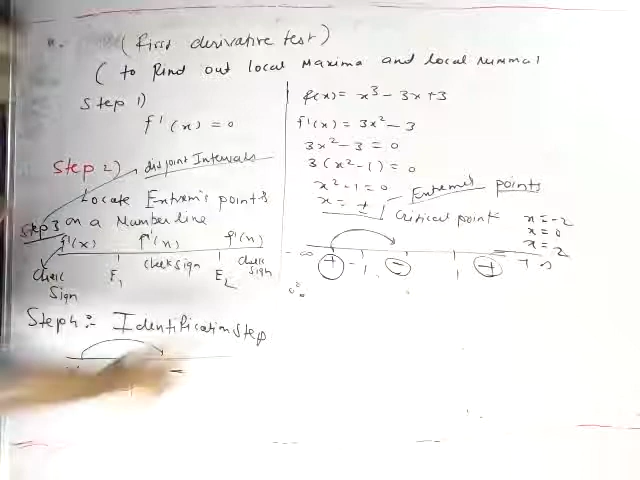 (First derivative test)
( to find out local Maxima and local Minima)
Step 1)
f'(x) = 0
Step 2) disjoint Intervals
Locate Extremis points
on a Number line
Step 3
f'(x) f'(x) f'(x)
Check Sign E1 Check Sign E2 Check Sign
Step 4:- Identification Step
f(x) = x³ - 3x + 3
f'(x) = 3x² - 3
3x² - 3 = 0
3(x² - 1) = 0
x² - 1 = 0
x = ± 1
Extremel points
Critical point
x = -2
x = 0
x = 2
- ∞ + - 1 - 1 + + ∞